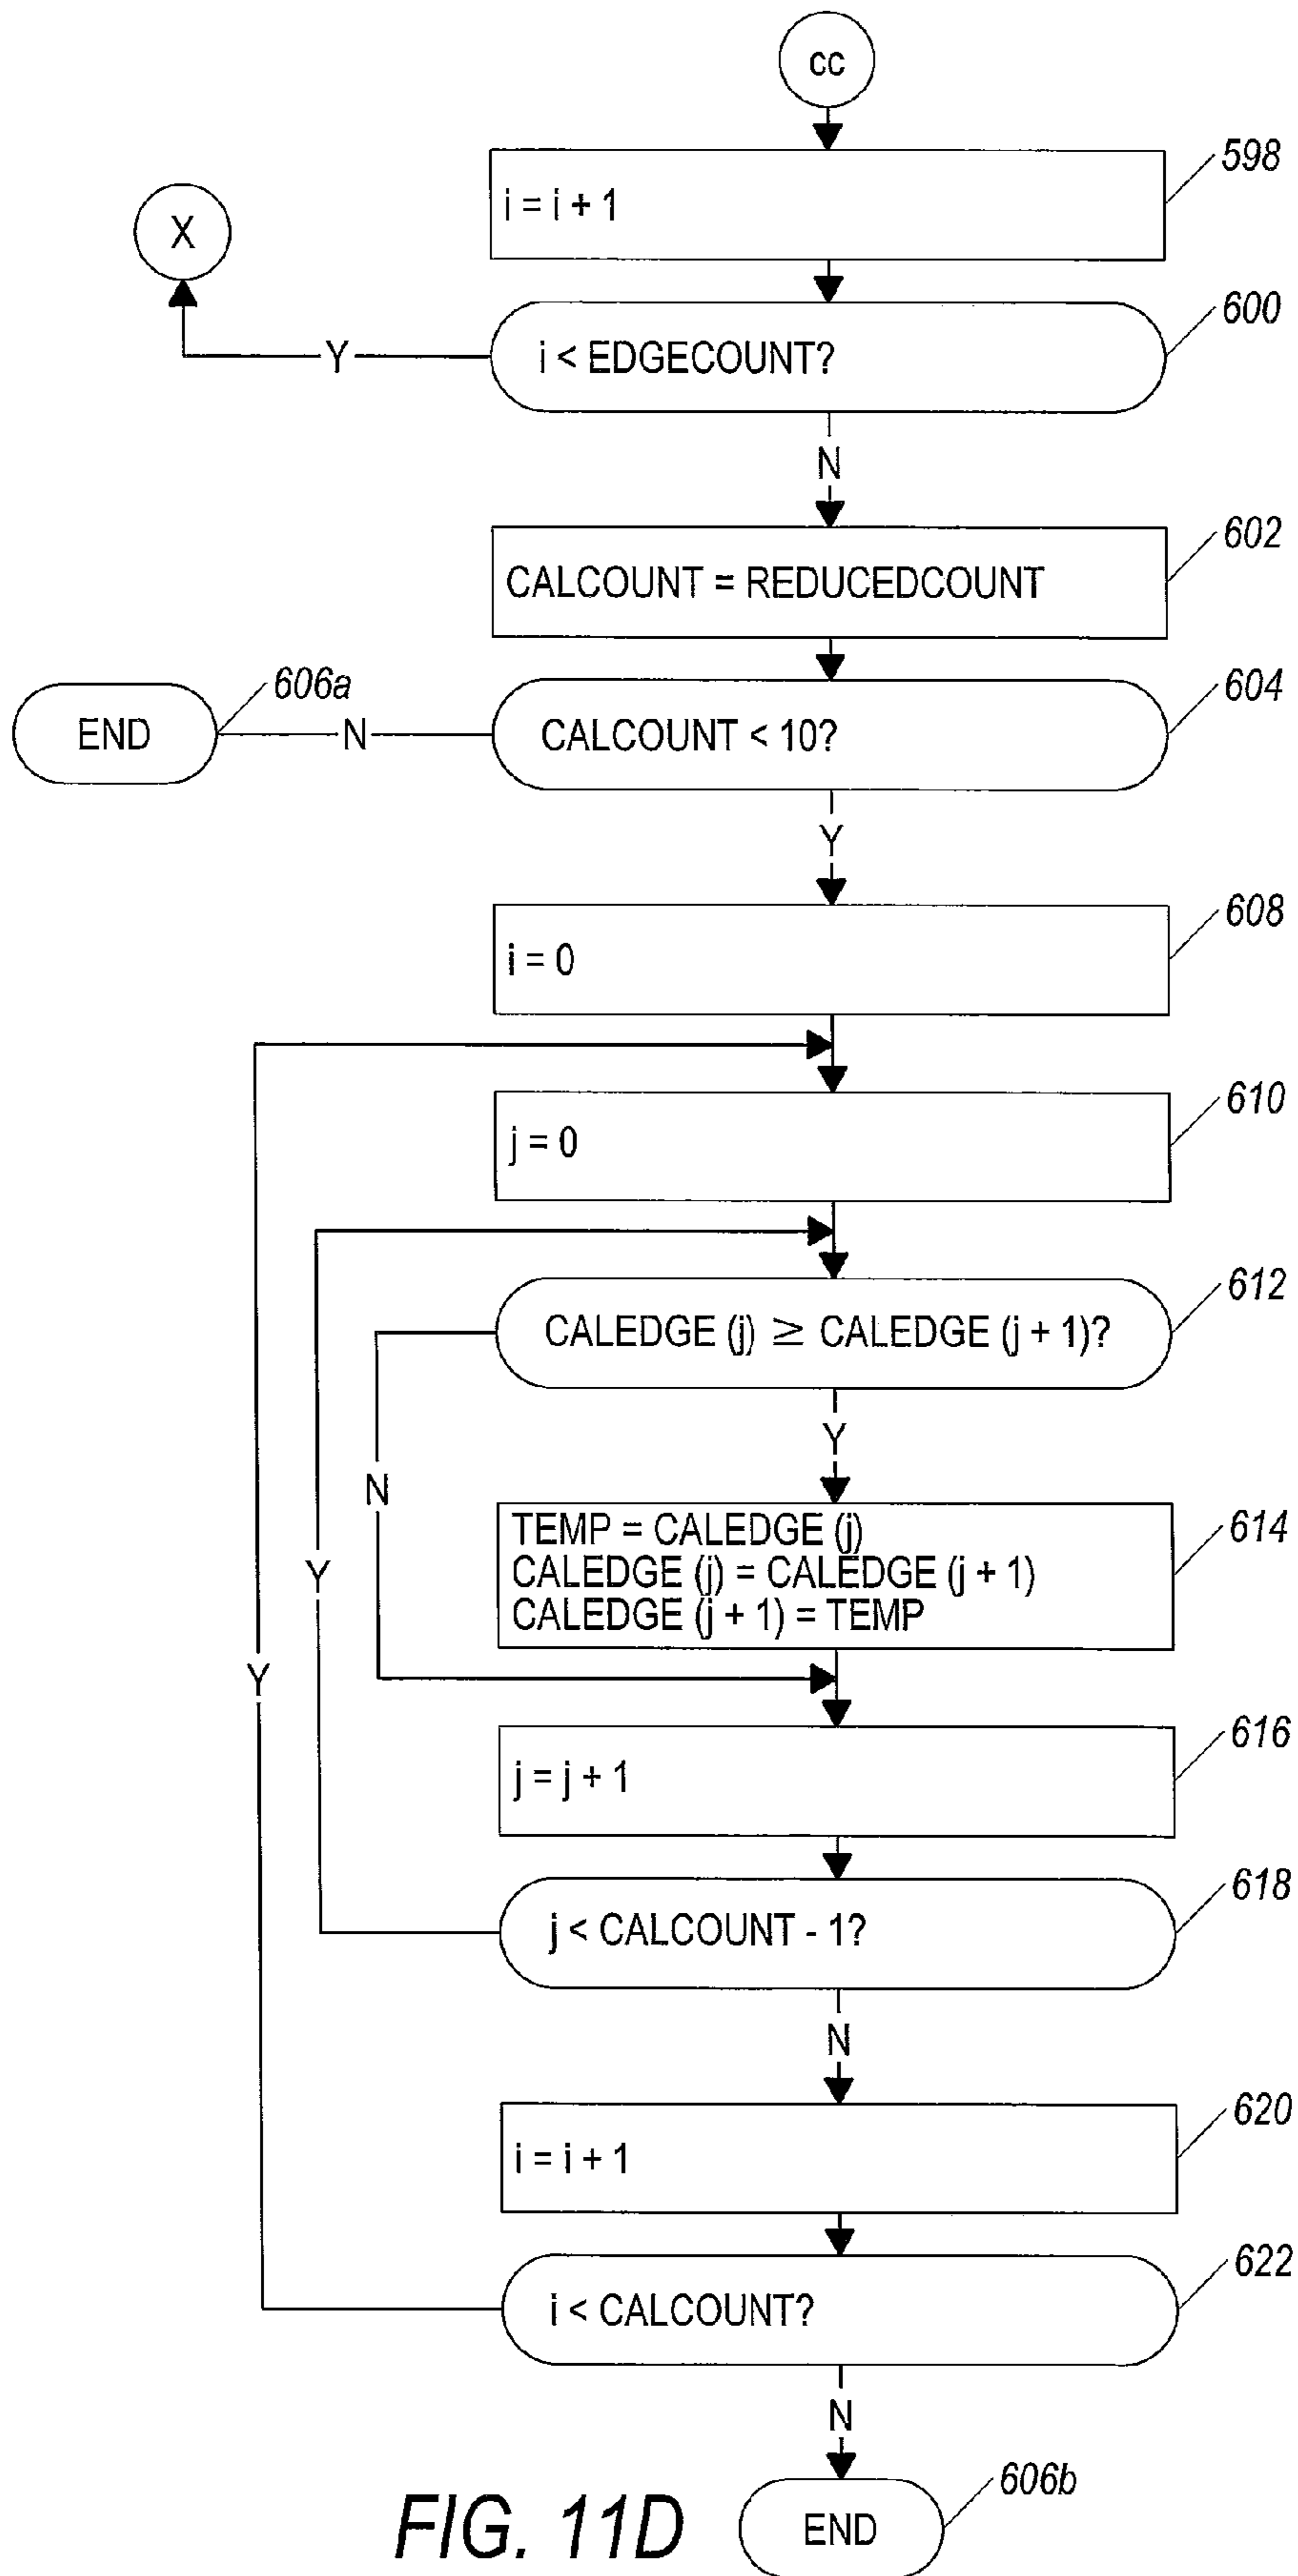 cc
598
i = i + 1
X
600
i < EDGECOUNT?
Y
N
602
CALCOUNT = REDUCEDCOUNT
606a
604
END
N
CALCOUNT < 10?
Y
608
i = 0
610
j = 0
612
CALEDGE (j) ≥ CALEDGE (j + 1)?
Y
N
614
TEMP = CALEDGE (j)
CALEDGE (j) = CALEDGE (j + 1)
CALEDGE (j + 1) = TEMP
Y
Y
616
j = j + 1
618
j < CALCOUNT - 1?
N
620
i = i + 1
622
i < CALCOUNT?
N
606b
END
FIG. 11D